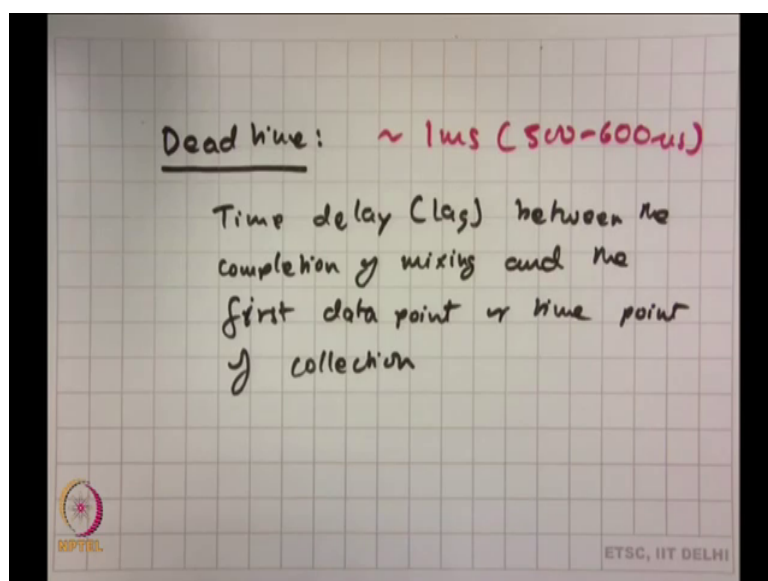 Dead time: ~ 1ms (500-600us)
Time delay (lag) between the
completion of mixing and the
first data point or time point
of collection
NPTEL
ETSC, IIT DELHI